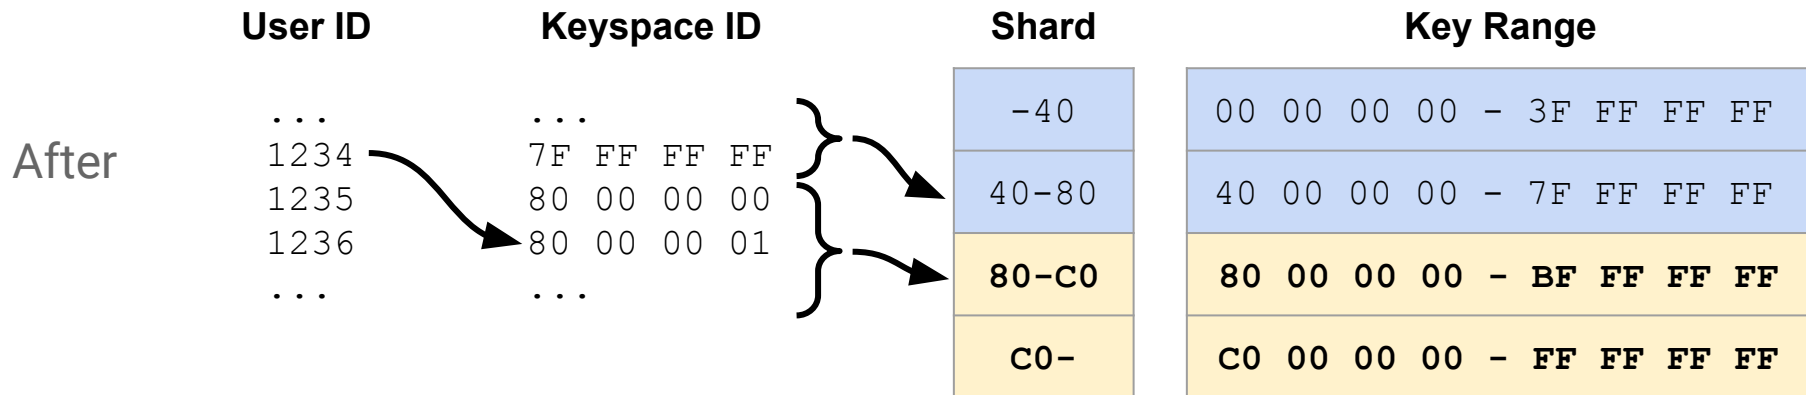 User ID Keyspace ID Shard Key Range
... ... -40 00 00 00 00 - 3F FF FF FF
After 1234 7F FF FF FF
1235 80 00 00 00 40-80 40 00 00 00 - 7F FF FF FF
1236 80 00 00 01
... ... 80-C0 80 00 00 00 - BF FF FF FF
C0- C0 00 00 00 - FF FF FF FF